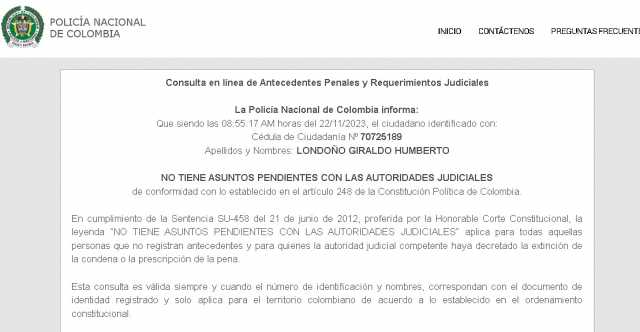 POLICÍA NACIONAL
DE COLOMBIA
INICIO CONTÁCTENOS PREGUNTAS FRECUENTE
Consulta en línea de Antecedentes Penales y Requerimientos Judiciales
La Policía Nacional de Colombia informa:
Que siendo las 08:55:17 AM horas del 22/11/2023, el ciudadano identificado con:
Cédula de Ciudadanía Nº 70725189
Apellidos y Nombres: LONDOÑO GIRALDO HUMBERTO
NO TIENE ASUNTOS PENDIENTES CON LAS AUTORIDADES JUDICIALES
de conformidad con lo establecido en el artículo 248 de la Constitución Política de Colombia.
En cumplimiento de la Sentencia SU-458 del 21 de junio de 2012, proferida por la Honorable Corte Constitucional, la
leyenda "NO TIENE ASUNTOS PENDIENTES CON LAS AUTORIDADES JUDICIALES" aplica para todas aquellas
personas que no registran antecedentes y para quienes la autoridad judicial competente haya decretado la extinción de
la condena o la prescripción de la pena.
Esta consulta es válida siempre y cuando el número de identificación y nombres, correspondan con el documento de
identidad registrado y solo aplica para el territorio colombiano de acuerdo a lo establecido en el ordenamiento
constitucional.